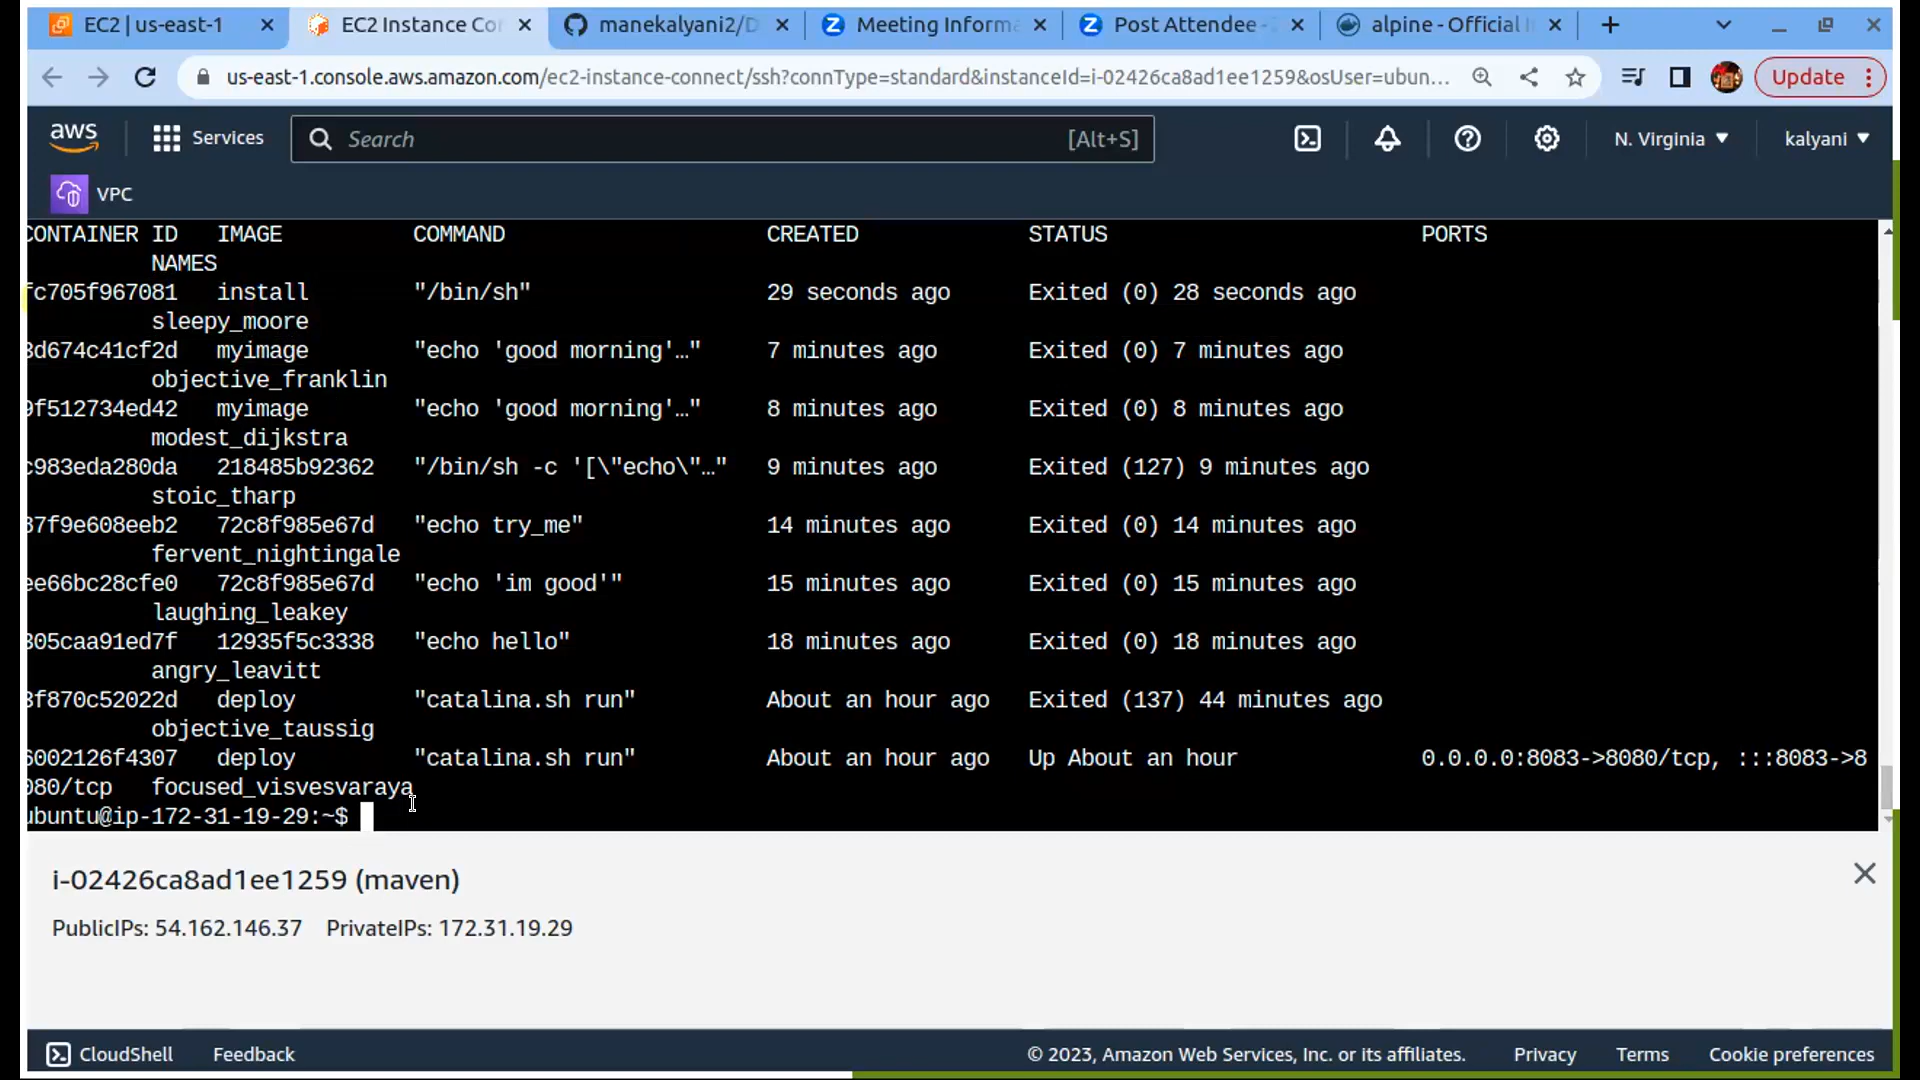 EC2 | us-east-1
EC2 Instance Co
manekalyani2/D
Meeting Inform
Post Attendee -
alpine - Official I
us-east-1.console.aws.amazon.com/ec2-instance-connect/ssh?connType=standard&instanceId=i-02426ca8ad1ee1259&osUser=ubun...
Update
aws
Services
Search
[Alt+S]
N. Virginia
kalyani
VPC
CONTAINER ID IMAGE COMMAND CREATED STATUS PORTS
NAMES
fc705f967081 install "/bin/sh" 29 seconds ago Exited (0) 28 seconds ago
sleepy_moore
3d674c41cf2d myimage "echo 'good morning'…" 7 minutes ago Exited (0) 7 minutes ago
objective_franklin
9f512734ed42 myimage "echo 'good morning'…" 8 minutes ago Exited (0) 8 minutes ago
modest_dijkstra
c983eda280da 218485b92362 "/bin/sh -c '[\"echo\"…" 9 minutes ago Exited (127) 9 minutes ago
stoic_tharp
87f9e608eeb2 72c8f985e67d "echo try_me" 14 minutes ago Exited (0) 14 minutes ago
fervent_nightingale
ee66bc28cfe0 72c8f985e67d "echo 'im good'" 15 minutes ago Exited (0) 15 minutes ago
laughing_leakey
305caa91ed7f 12935f5c3338 "echo hello" 18 minutes ago Exited (0) 18 minutes ago
angry_leavitt
3f870c52022d deploy "catalina.sh run" About an hour ago Exited (137) 44 minutes ago
objective_taussig
6002126f4307 deploy "catalina.sh run" About an hour ago Up About an hour 0.0.0.0:8083->8080/tcp, :::8083->8
080/tcp focused_visvesvaraya
ubuntu@ip-172-31-19-29:~$
i-02426ca8ad1ee1259 (maven)
PublicIPs: 54.162.146.37 PrivateIPs: 172.31.19.29
CloudShell
Feedback
© 2023, Amazon Web Services, Inc. or its affiliates.
Privacy
Terms
Cookie preferences